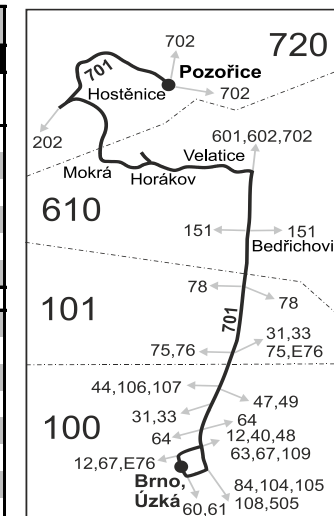 702
720
701
Pozořice
Hostěnice
702
202
601,602,702
Velatice
Mokrá
Horákov
610
151
151
Bedřichovi
78
78
101
701
31,33
75,76
75,E76
44,106,107
47,49
31,33
100
64
64
12,40,48
63,67,109
12,67,E76
Brno,
Úzká
84,104,105
108,505
60,61